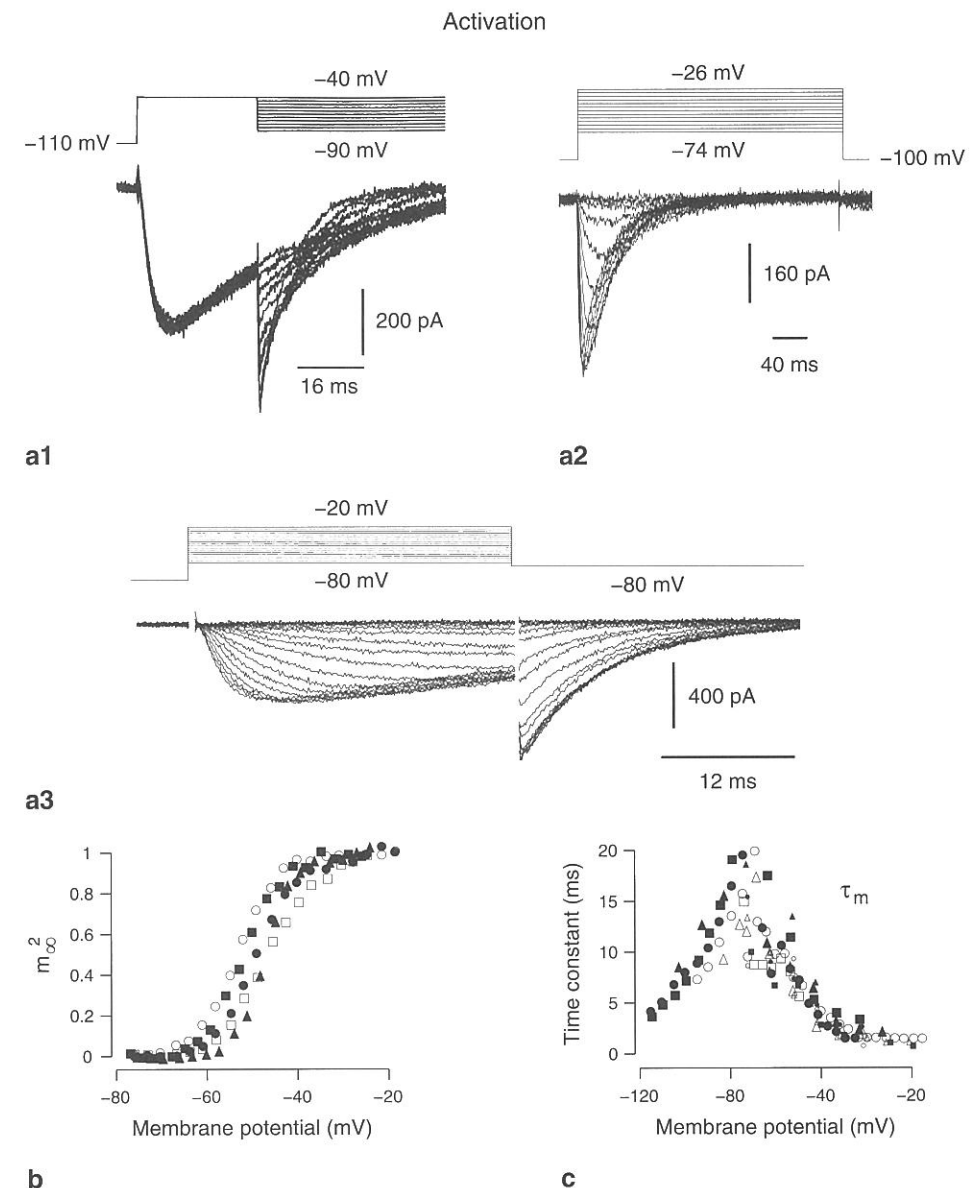 Activation
−40 mV
−110 mV
−90 mV
200 pA
16 ms
a1
−26 mV
−74 mV
−100 mV
160 pA
40 ms
a2
−20 mV
−80 mV
−80 mV
400 pA
12 ms
a3
1
0.8
0.6
0.4
0.2
0
m∞²
−80
−60
−40
−20
Membrane potential (mV)
b
20
15
10
5
0
Time constant (ms)
τm
−120
−80
−40
−20
Membrane potential (mV)
c